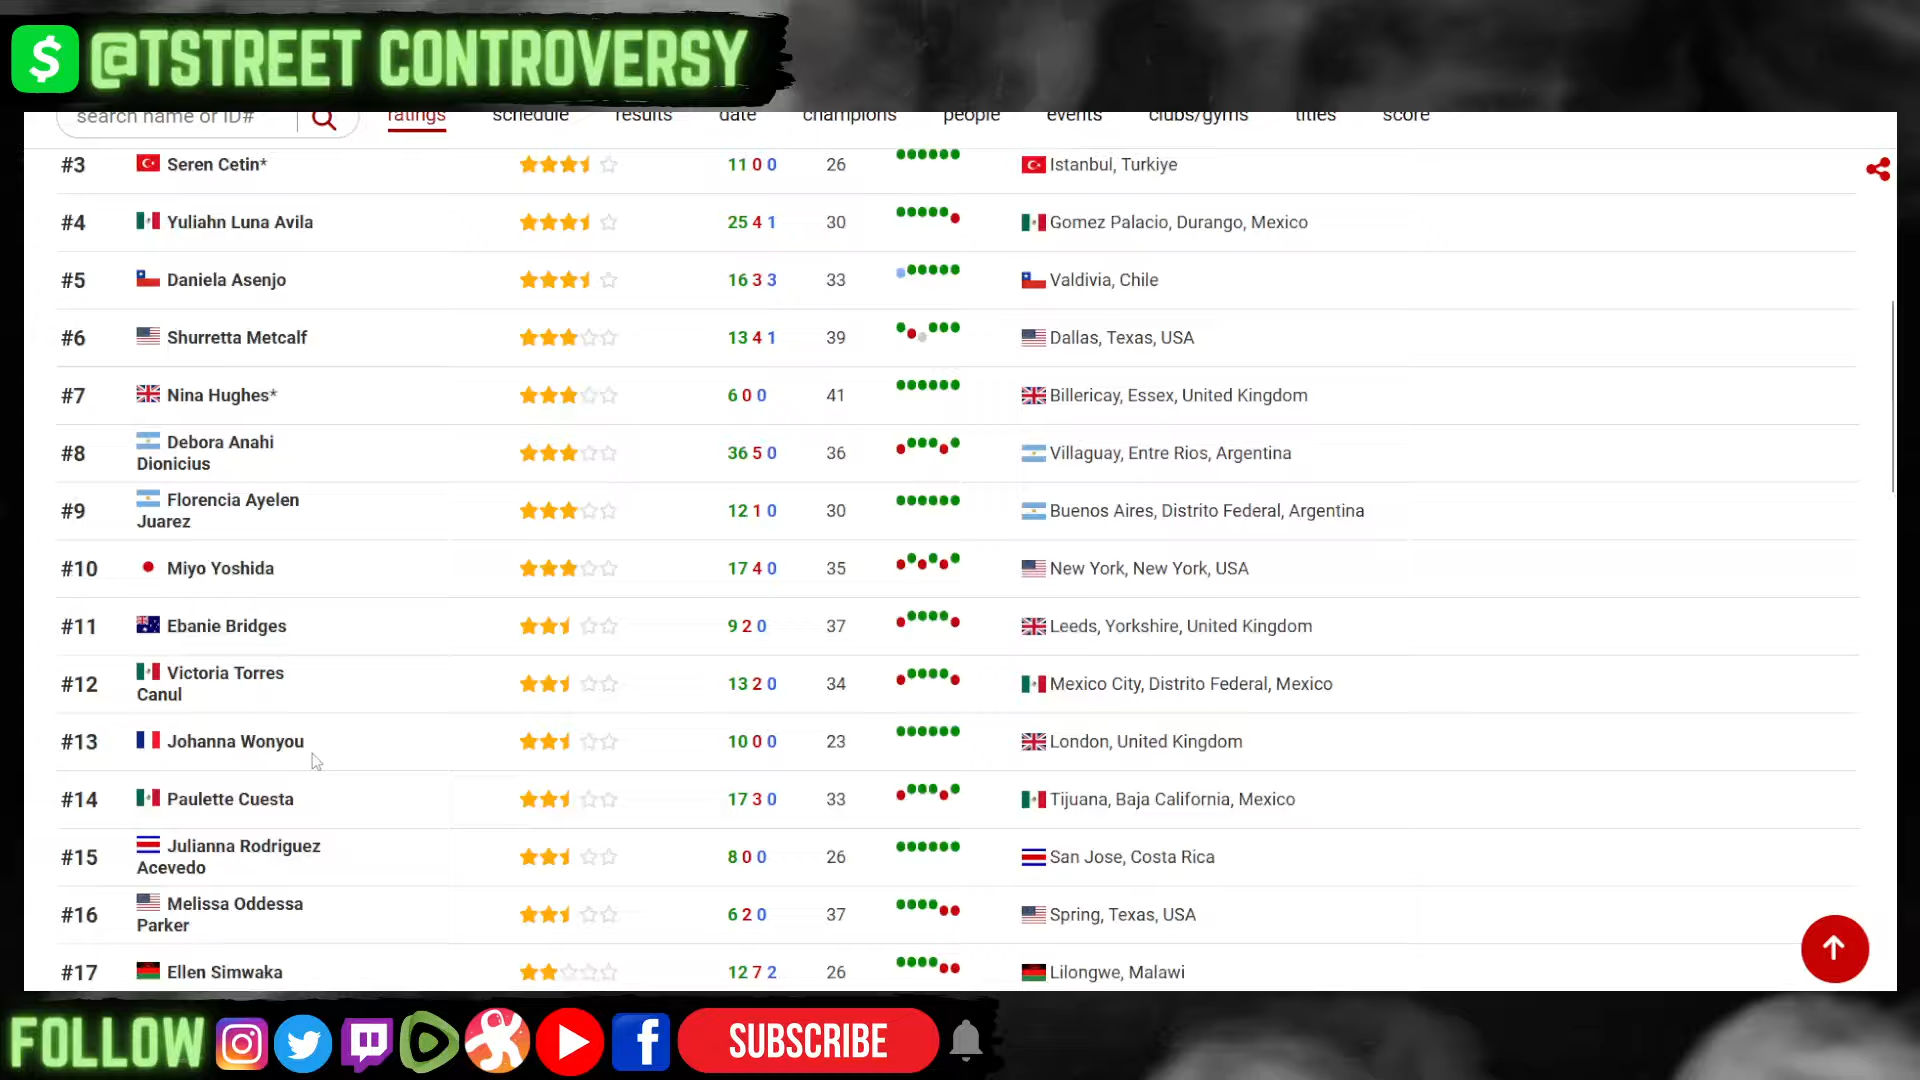 $ @TSTREET CONTROVERSY
search name or ID# ratings schedule results date champions people events clubs/gyms titles score
#3 Seren Cetin* 11 0 0 26 Istanbul, Turkiye
#4 Yuliahn Luna Avila 25 4 1 30 Gomez Palacio, Durango, Mexico
#5 Daniela Asenjo 16 3 3 33 Valdivia, Chile
#6 Shurretta Metcalf 13 4 1 39 Dallas, Texas, USA
#7 Nina Hughes* 6 0 0 41 Billericay, Essex, United Kingdom
#8 Debora Anahi Dionicius 36 5 0 36 Villaguay, Entre Rios, Argentina
#9 Florencia Ayelen Juarez 12 1 0 30 Buenos Aires, Distrito Federal, Argentina
#10 Miyo Yoshida 17 4 0 35 New York, New York, USA
#11 Ebanie Bridges 9 2 0 37 Leeds, Yorkshire, United Kingdom
#12 Victoria Torres Canul 13 2 0 34 Mexico City, Distrito Federal, Mexico
#13 Johanna Wonyou 10 0 0 23 London, United Kingdom
#14 Paulette Cuesta 17 3 0 33 Tijuana, Baja California, Mexico
#15 Julianna Rodriguez Acevedo 8 0 0 26 San Jose, Costa Rica
#16 Melissa Oddessa Parker 6 2 0 37 Spring, Texas, USA
#17 Ellen Simwaka 12 7 2 26 Lilongwe, Malawi
FOLLOW SUBSCRIBE